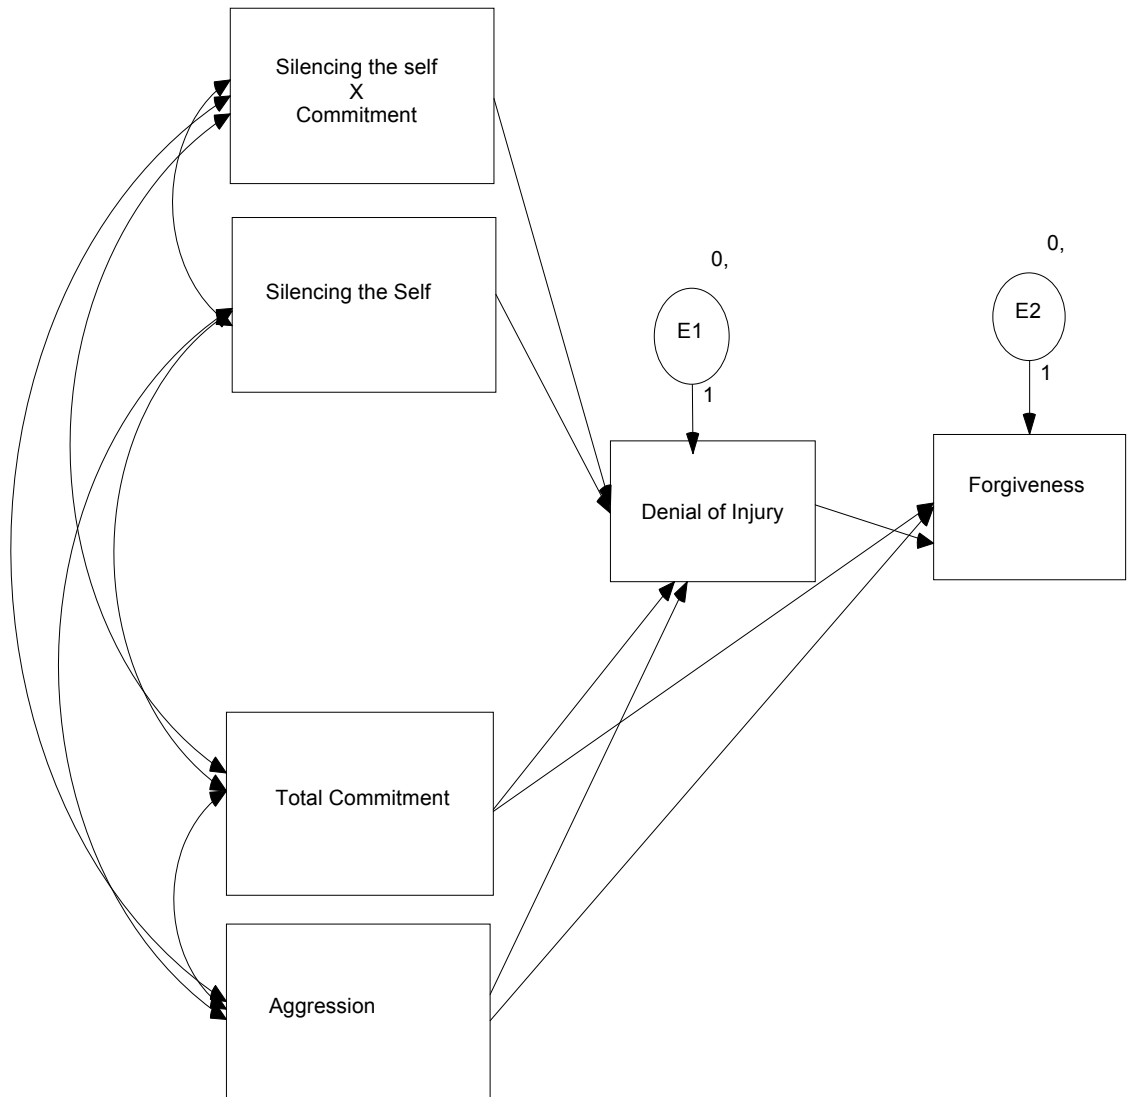 Silencing the self
X
Commitment
Silencing the Self
0,
E1
1
0,
E2
1
Denial of Injury
Forgiveness
Total Commitment
Aggression